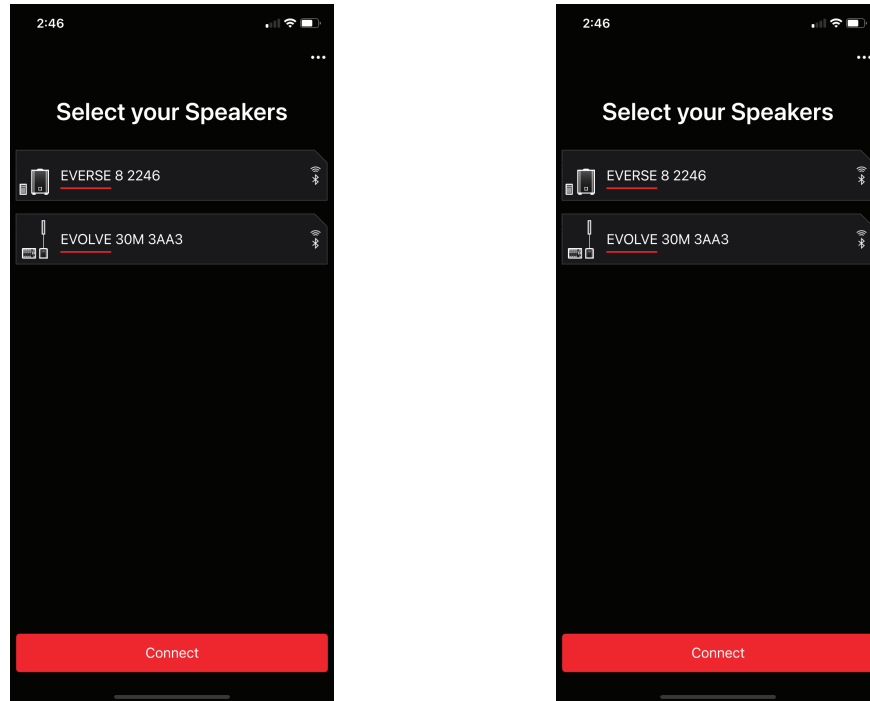 2:46
Select your Speakers
EVERSE 8 2246
EVOLVE 30M 3AA3
Connect
2:46
Select your Speakers
EVERSE 8 2246
EVOLVE 30M 3AA3
Connect